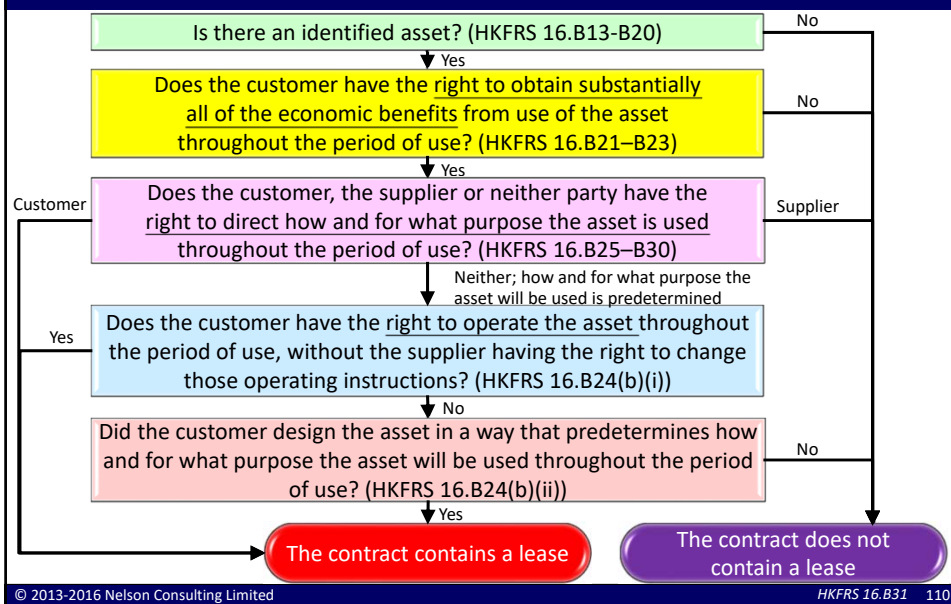 Is there an identified asset? (HKFRS 16.B13-B20)
No
Yes
Does the customer have the right to obtain substantially
all of the economic benefits from use of the asset
throughout the period of use? (HKFRS 16.B21–B23)
No
Yes
Does the customer, the supplier or neither party have the
right to direct how and for what purpose the asset is used
throughout the period of use? (HKFRS 16.B25–B30)
Customer
Supplier
Neither; how and for what purpose the
asset will be used is predetermined
Does the customer have the right to operate the asset throughout
the period of use, without the supplier having the right to change
those operating instructions? (HKFRS 16.B24(b)(i))
Yes
No
Did the customer design the asset in a way that predetermines how
and for what purpose the asset will be used throughout the period
of use? (HKFRS 16.B24(b)(ii))
No
Yes
The contract contains a lease
The contract does not
contain a lease
© 2013-2016 Nelson Consulting Limited
HKFRS 16.B31 110